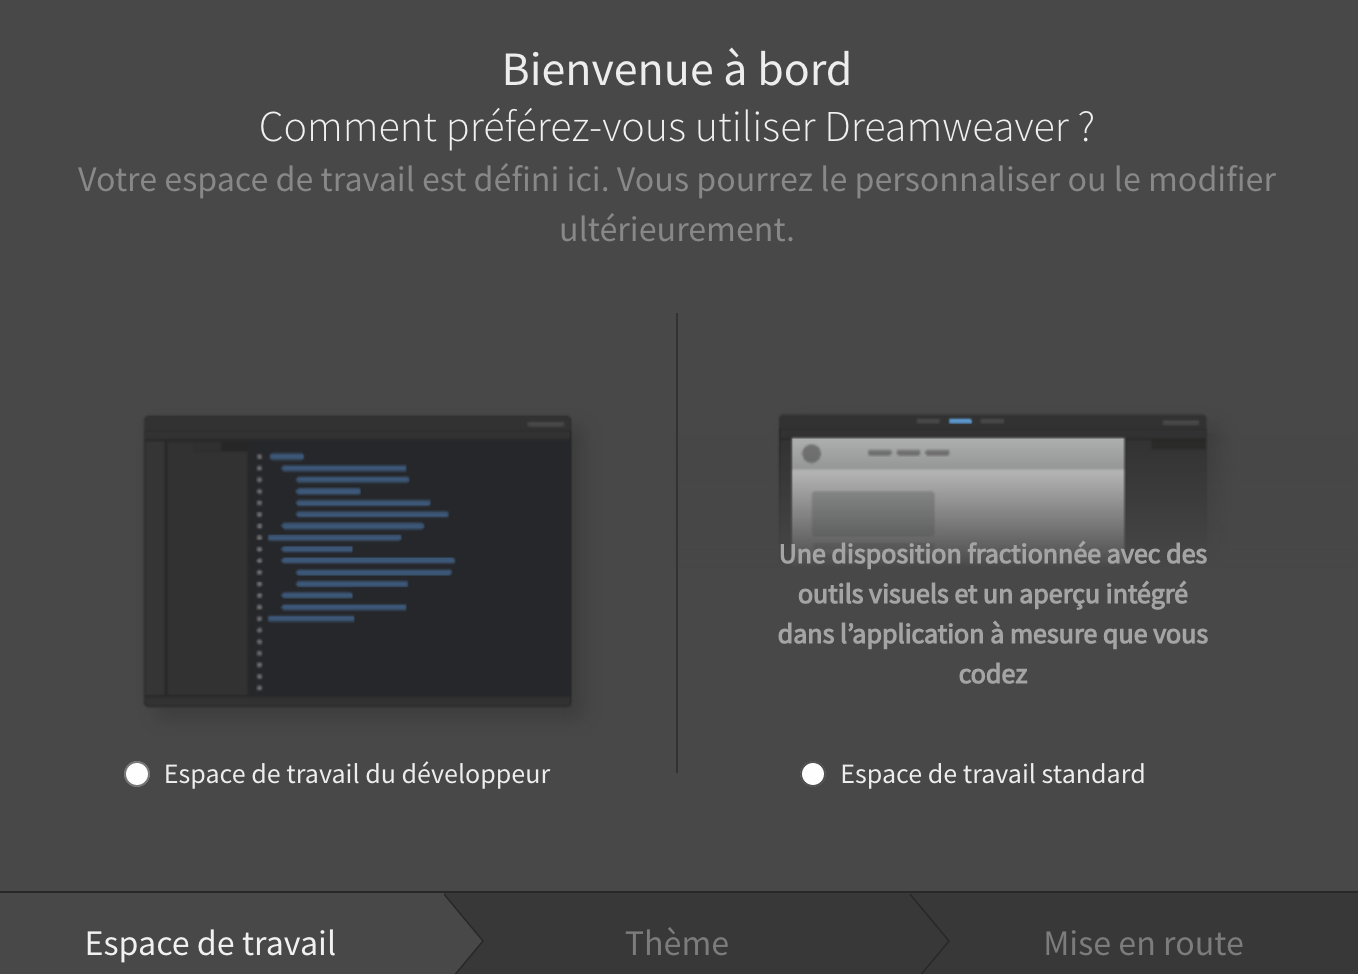 Bienvenue à bord
Comment préférez-vous utiliser Dreamweaver ?
Votre espace de travail est défini ici. Vous pourrez le personnaliser ou le modifier
ultérieurement.
Une disposition fractionnée avec des
outils visuels et un aperçu intégré
dans l’application à mesure que vous
codez
Espace de travail du développeur
Espace de travail standard
Espace de travail
Thème
Mise en route